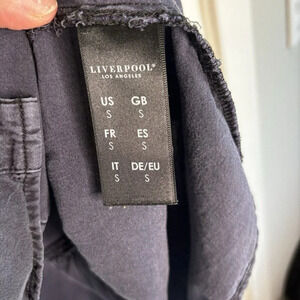 LIVERPOOL®
LOS ANGELES
US GB
S S
FR ES
S S
IT DE/EU
S S